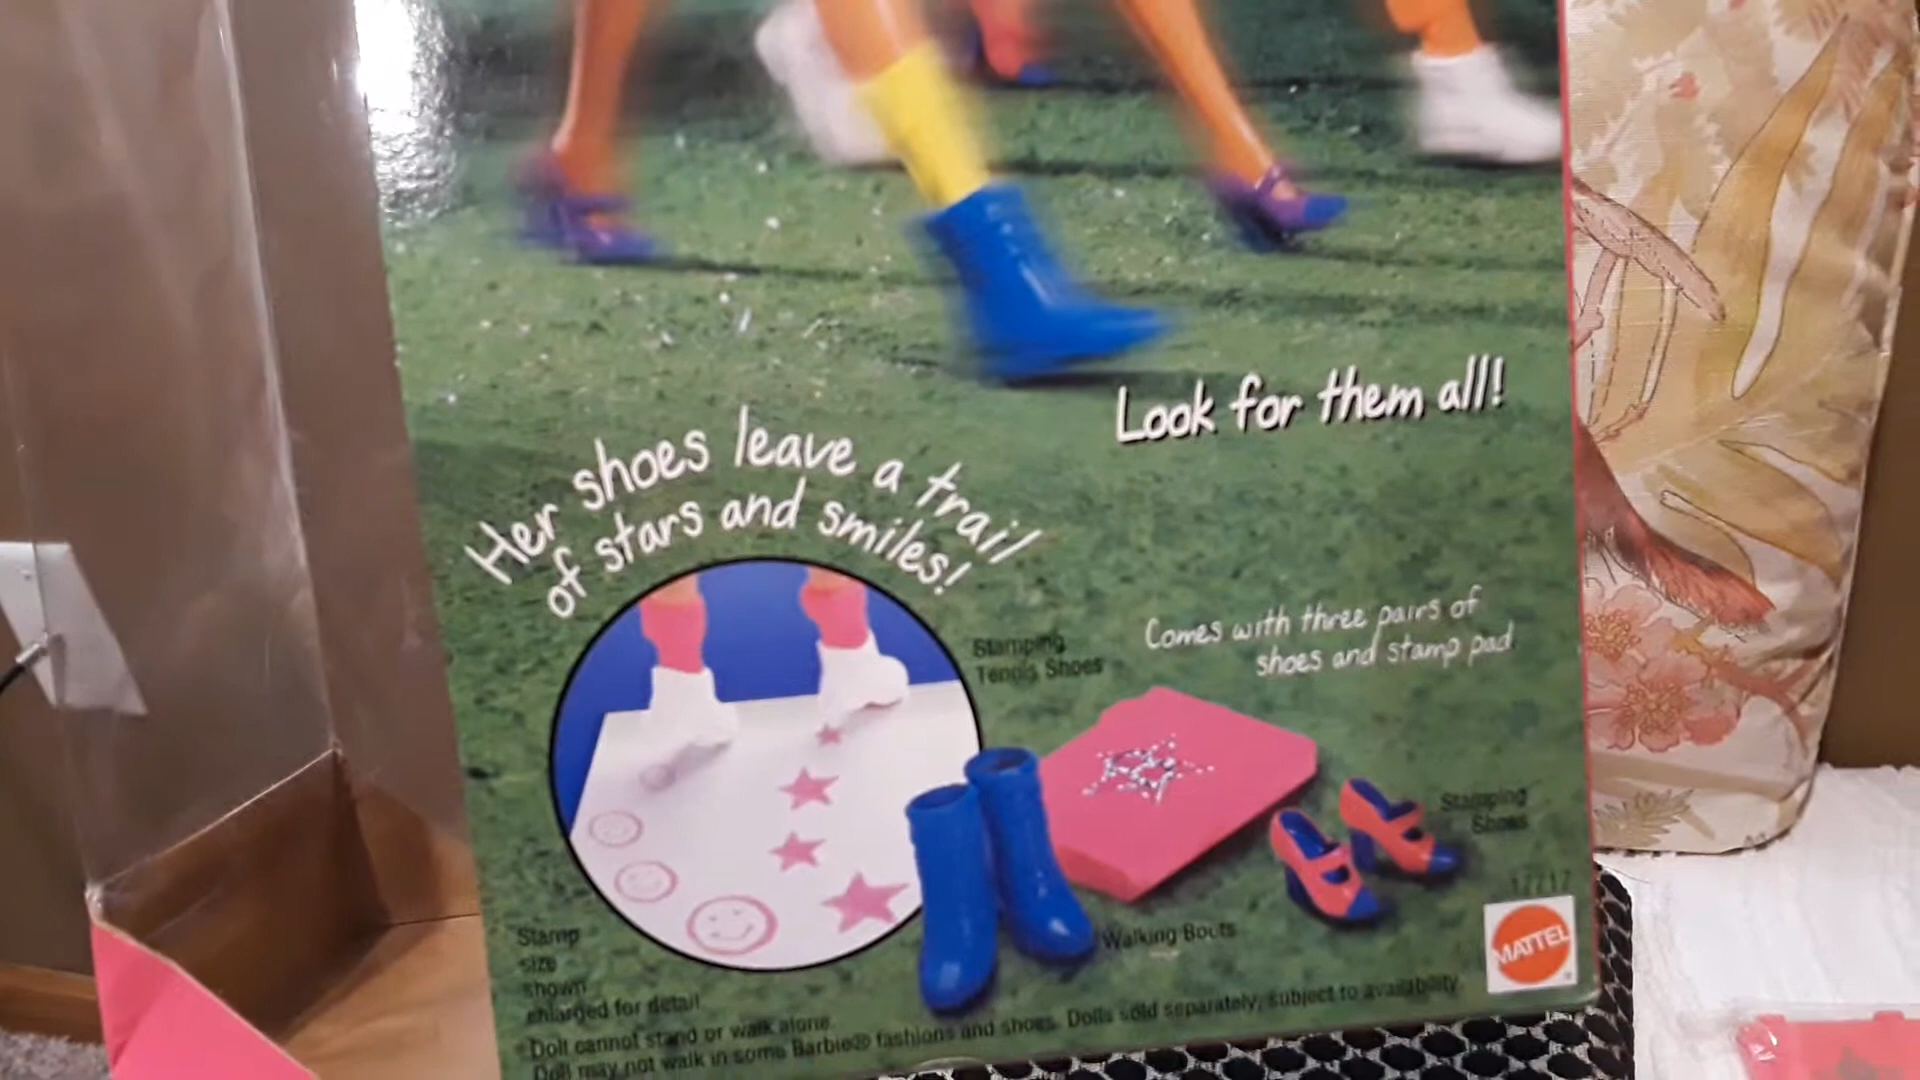 Look for them all!
Her shoes leave a trail
of stars and smiles!
Stamping
Tennis Shoes
Comes with three pairs of
shoes and stamp pad.
Stamping
Shoes
17717
MATTEL
Walking Boots
Stamp
size
shown
enlarged for detail.
Doll cannot stand or walk alone.
Doll may not walk in some Barbie® fashions and shoes. Dolls sold separately, subject to availability.